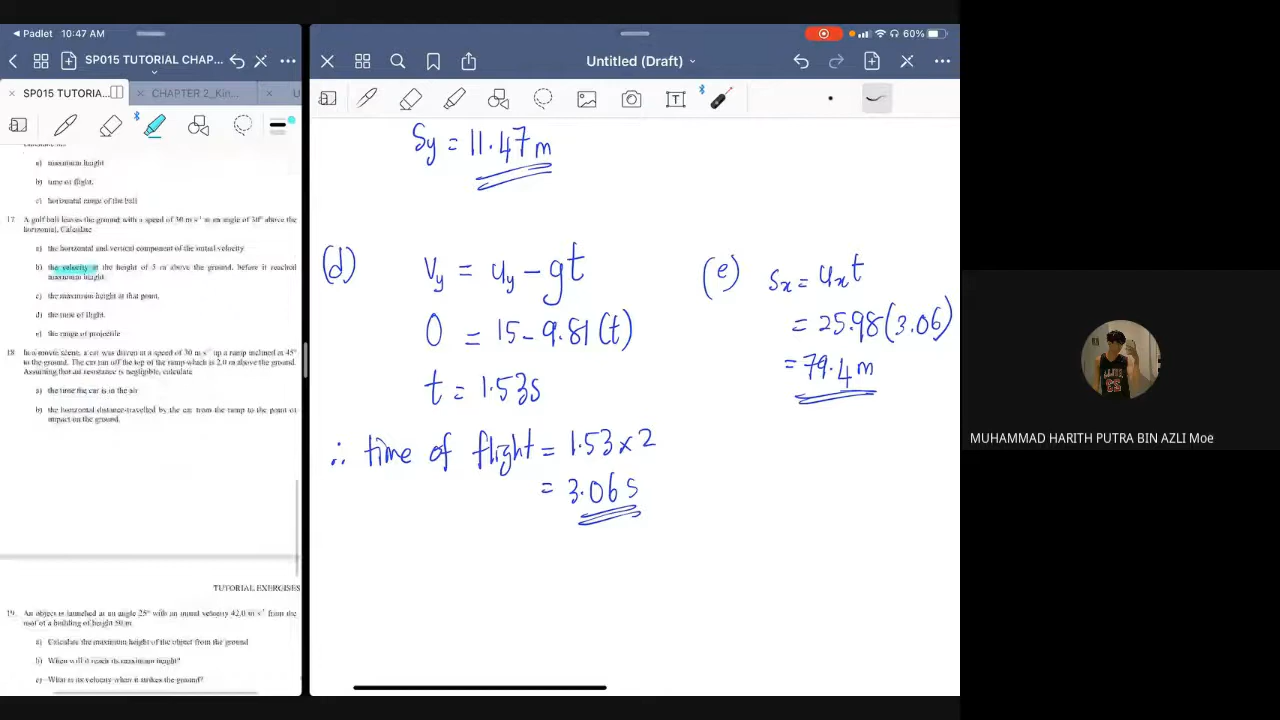 Padlet 10:47 AM
60%
SP015 TUTORIAL CHAP...
Untitled (Draft)
SP015 TUTORIA...
CHAPTER 2_Kin...
a) maximum height
b) time of flight.
c) horizontal range of the ball
17 A golf ball leaves the ground with a speed of 30 m s⁻¹ at an angle of 30° above the
horizontal. Calculate
a) the horizontal and vertical component of the initial velocity
b) the velocity at the height of 5 m above the ground, before it reached
maximum height
c) the maximum height at that point.
d) the time of flight.
e) the range of projectile
18 In a movie scene, a car was driven at a speed of 30 m s⁻¹ up a ramp inclined at 45°
to the ground. The car ran off the top of the ramp which is 2.0 m above the ground.
Assuming that air resistance is negligible, calculate
a) the time the car is in the air
b) the horizontal distance travelled by the car from the ramp to the point of
impact on the ground.
TUTORIAL EXERCISES
19. An object is launched at an angle 25° with an initial velocity 42.0 m s⁻¹ from the
roof of a building of height 50 m
a) Calculate the maximum height of the object from the ground
b) When will it reach its maximum height?
c) What is its velocity when it strikes the ground?
Sy = 11.47 m
(d) Vy = uy - gt
0 = 15 - 9.81(t)
t = 1.53s
∴ time of flight = 1.53 x 2
= 3.06 s
(e) Sx = uxt
= 25.98(3.06)
= 79.4 m
MUHAMMAD HARITH PUTRA BIN AZLI Moe